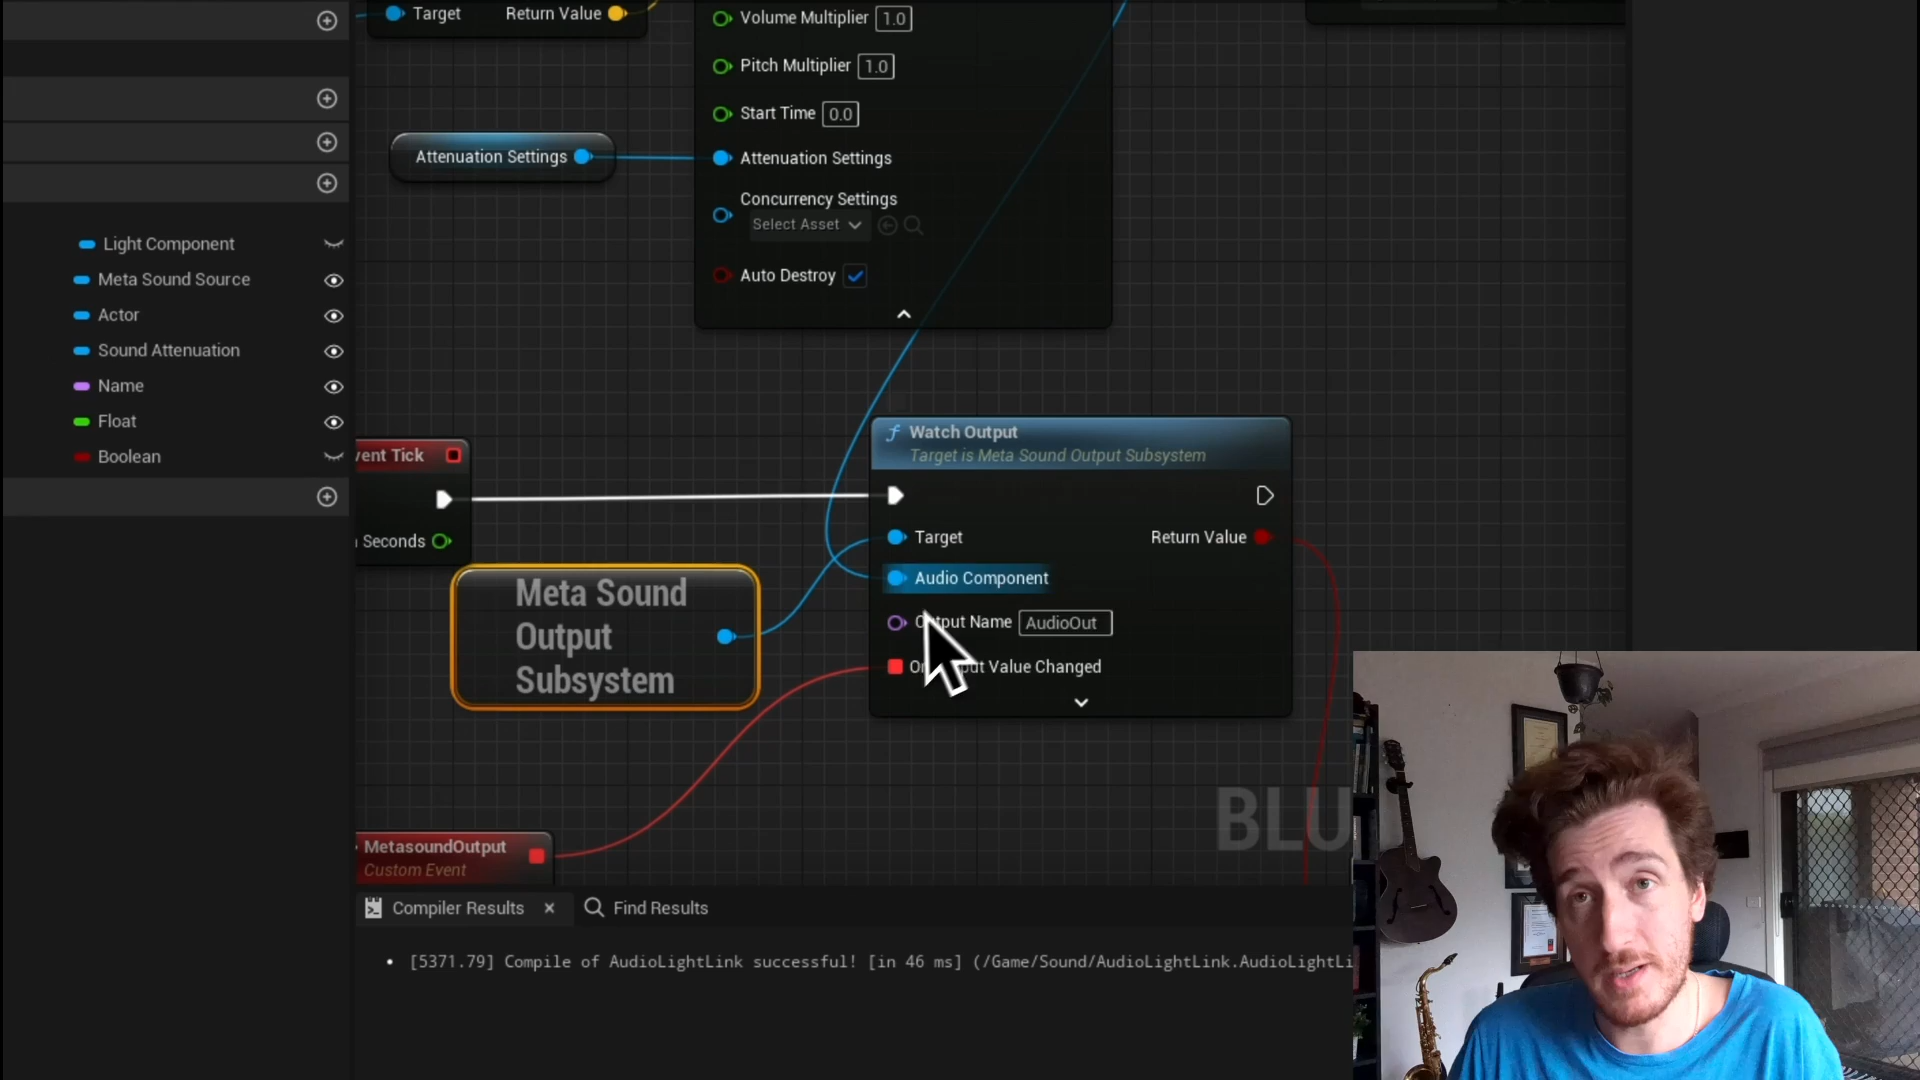 Target
Return Value
Volume Multiplier 1.0
Pitch Multiplier 1.0
Start Time 0.0
Attenuation Settings
Attenuation Settings
Concurrency Settings
Select Asset
Auto Destroy
Light Component
Meta Sound Source
Actor
Sound Attenuation
Name
Float
Boolean
vent Tick
Seconds
Watch Output
Target is Meta Sound Output Subsystem
Target
Return Value
Audio Component
Output Name AudioOut
Value Changed
Meta Sound
Output
Subsystem
MetasoundOutput
Custom Event
BLU
Compiler Results
Find Results
[5371.79] Compile of AudioLightLink successful! [in 46 ms] (/Game/Sound/AudioLightLink.AudioLightLi